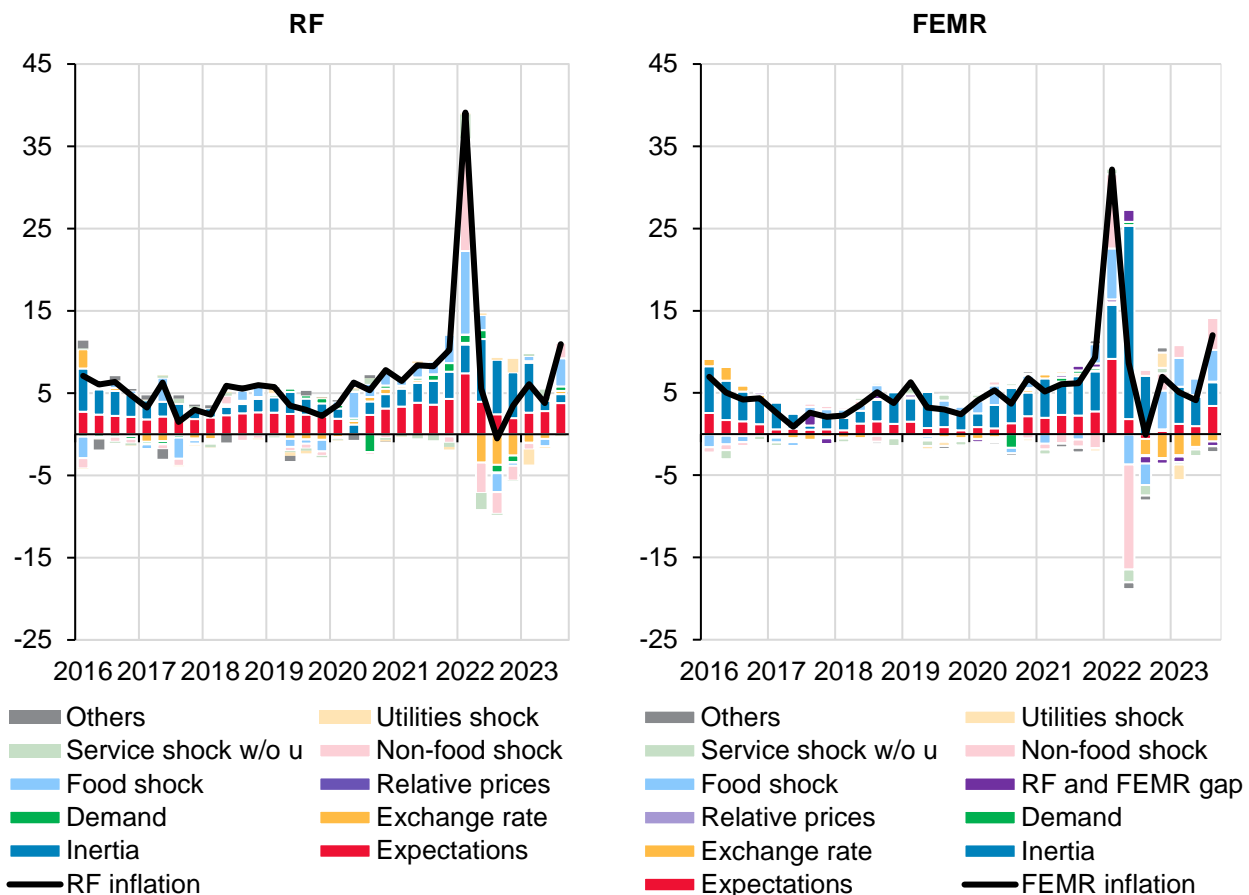 RF
45
35
25
15
5
-5
-15
-25
2016 2017 2018 2019 2020 2021 2022 2023
Others
Utilities shock
Service shock w/o u
Non-food shock
Food shock
Relative prices
Demand
Exchange rate
Inertia
Expectations
RF inflation
FEMR
45
35
25
15
5
-5
-15
-25
2016 2017 2018 2019 2020 2021 2022 2023
Others
Utilities shock
Service shock w/o u
Non-food shock
Food shock
RF and FEMR gap
Relative prices
Demand
Exchange rate
Inertia
Expectations
FEMR inflation